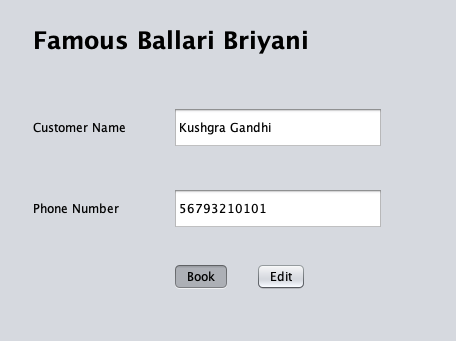 Famous Ballari Briyani
Customer Name Kushgra Gandhi
Phone Number 56793210101
Book Edit